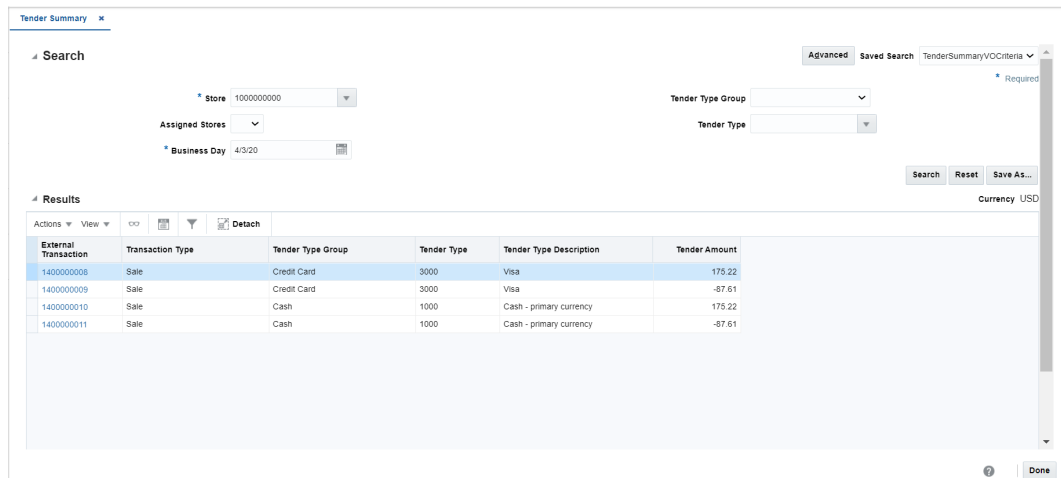 Tender Summary ×
Search
Advanced Saved Search TenderSummaryVOCriteria
* Required
* Store 1000000000 Tender Type Group
Assigned Stores Tender Type
* Business Day 4/3/20
Search Reset Save As...
Results Currency USD
Actions View Detach
External Transaction Transaction Type Tender Type Group Tender Type Tender Type Description Tender Amount
1400000008 Sale Credit Card 3000 Visa 175.22
1400000009 Sale Credit Card 3000 Visa -87.61
1400000010 Sale Cash 1000 Cash - primary currency 175.22
1400000011 Sale Cash 1000 Cash - primary currency -87.61
? Done